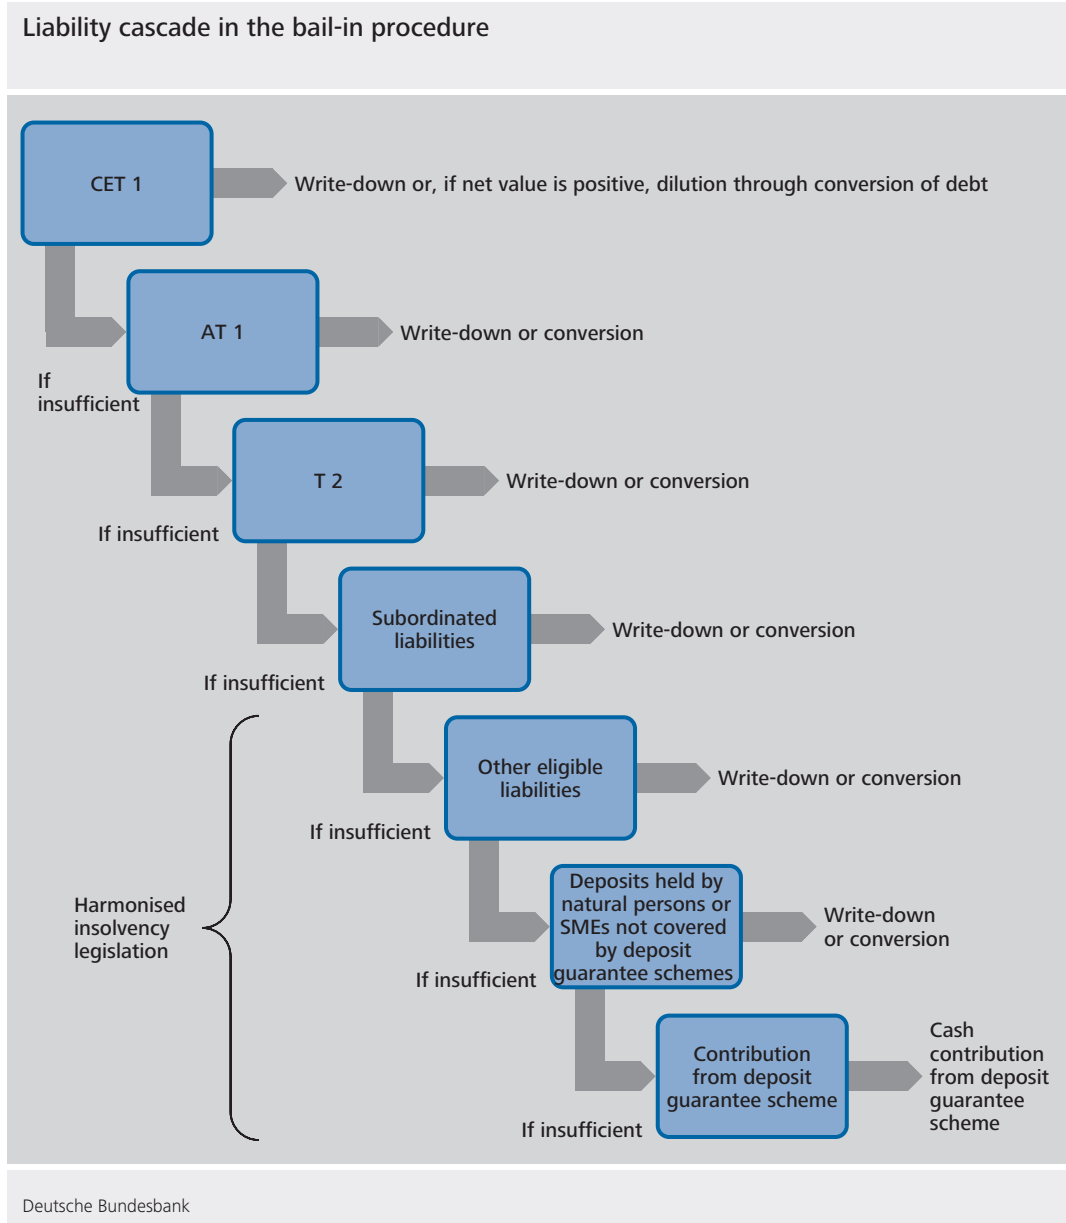 Liability cascade in the bail-in procedure
CET 1
Write-down or, if net value is positive, dilution through conversion of debt
AT 1
Write-down or conversion
If
insufficient
T 2
Write-down or conversion
If insufficient
Subordinated
liabilities
Write-down or conversion
If insufficient
Other eligible
liabilities
Write-down or conversion
If insufficient
Harmonised
insolvency
legislation
Deposits held by
natural persons or
SMEs not covered
by deposit
guarantee schemes
Write-down
or conversion
If insufficient
Contribution
from deposit
guarantee scheme
Cash
contribution
from deposit
guarantee
scheme
If insufficient
Deutsche Bundesbank